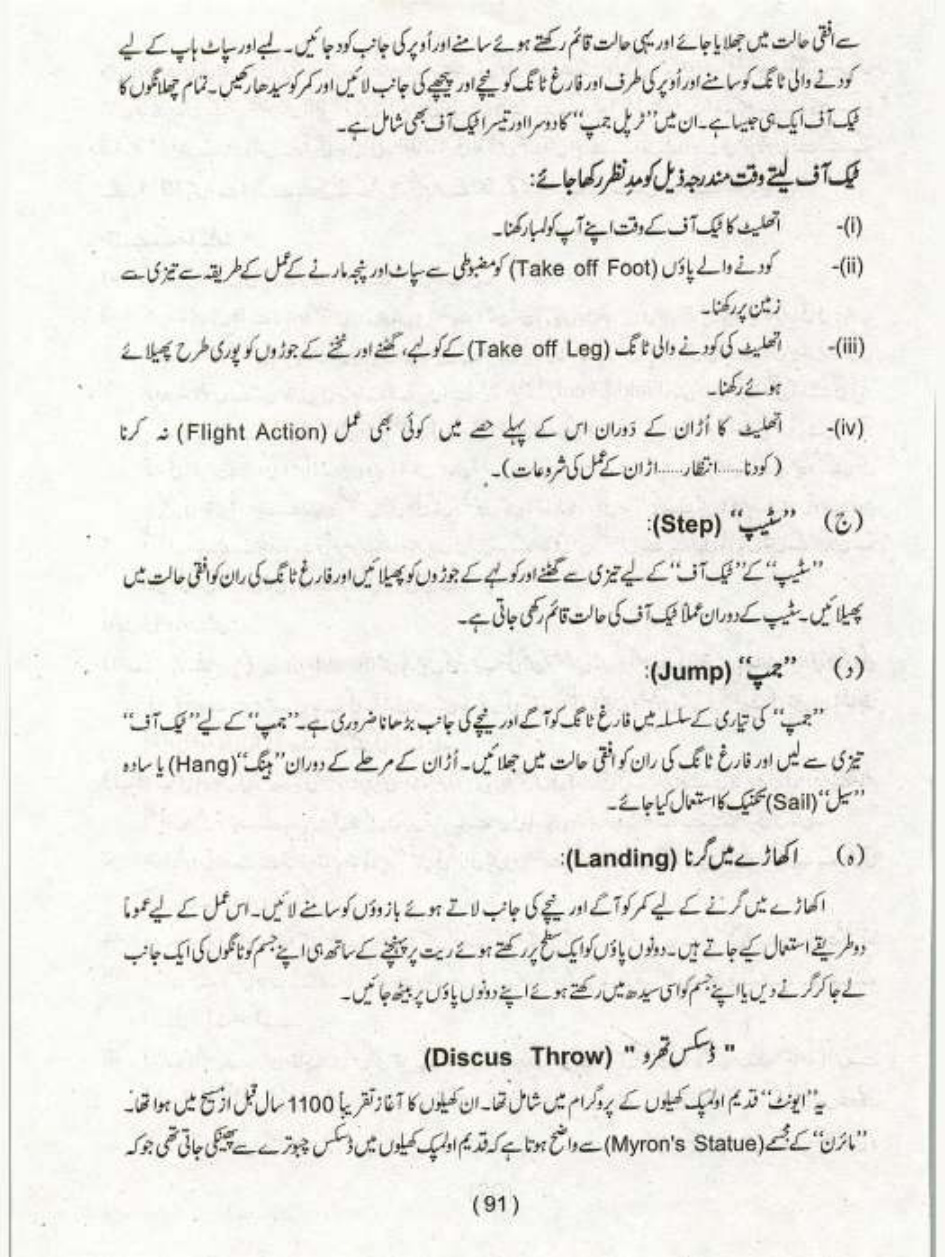 سے افقی حالت میں جھلایا جائے اور یہی حالت قائم رکھتے ہوئے سامنے اور اُوپر کی جانب کود جائیں۔ لمبے اور سپاٹ ہاپ کے لیے
کودنے والی ٹانگ کو سامنے اور اُوپر کی طرف اور فارغ ٹانگ کو نیچے اور پیچھے کی جانب لائیں اور کمر کو سیدھا رکھیں۔ تمام چھلانگوں کا
ٹیک آف ایک ہی جیسا ہے۔ ان میں ”ٹرپل جمپ“ کا دوسرا اور تیسرا ٹیک آف بھی شامل ہے۔
ٹیک آف لیتے وقت مندرجہ ذیل کو مدِ نظر رکھا جائے:
(i)- اتھلیٹ کا ٹیک آف کے وقت اپنے آپ کو لمبا رکھنا۔
(ii)- کودنے والے پاؤں (Take off Foot) کو مضبوطی سے سپاٹ اور پنجہ مارنے کے عمل کے طریقہ سے تیزی سے
زمین پر رکھنا۔
(iii)- اتھلیٹ کی کودنے والی ٹانگ (Take off Leg) کے کولہے، گھٹنے اور ٹخنے کے جوڑوں کو پوری طرح پھیلائے
ہوئے رکھنا۔
(iv)- اتھلیٹ کا اُڑان کے دَوران اس کے پہلے حصے میں کوئی بھی عمل (Flight Action) نہ کرنا
(کودنا......انتظار......اڑان کے عمل کی شروعات)۔
(ج) ”سٹیپ“ (Step):
”سٹیپ“ کے ”ٹیک آف“ کے لیے تیزی سے گھٹنے اور کولہے کے جوڑوں کو پھیلائیں اور فارغ ٹانگ کی ران کو افقی حالت میں
پھیلائیں۔ سٹیپ کے دوران عملاً ٹیک آف کی حالت قائم رکھی جاتی ہے۔
(د) ”جمپ“ (Jump):
”جمپ“ کی تیاری کے سلسلہ میں فارغ ٹانگ کو آگے اور نیچے کی جانب بڑھانا ضروری ہے۔ ”جمپ“ کے لیے ”ٹیک آف“
تیزی سے لیں اور فارغ ٹانگ کی ران کو افقی حالت میں جھلائیں۔ اُڑان کے مرحلے کے دوران ”ہینگ“ (Hang) یا سادہ
”سیل“ (Sail) تکنیک کا استعمال کیا جائے۔
(ہ) اکھاڑے میں گرنا (Landing):
اکھاڑے میں گرنے کے لیے کمر کو آگے اور نیچے کی جانب لاتے ہوئے بازوؤں کو سامنے لائیں۔ اس عمل کے لیے عموماً
دو طریقے استعمال کیے جاتے ہیں۔ دونوں پاؤں کو ایک سطح پر رکھتے ہوئے ریت پر پہنچنے کے ساتھ ہی اپنے جسم کو ٹانگوں کی ایک جانب
لے جا کر گرنے دیں یا اپنے جسم کو اسی سیدھ میں رکھتے ہوئے اپنے دونوں پاؤں پر بیٹھ جائیں۔
" ڈسکس تھرو " (Discus Throw)
یہ ”ایونٹ“ قدیم اولمپک کھیلوں کے پروگرام میں شامل تھا۔ ان کھیلوں کا آغاز تقریباً 1100 سال قبل از مسیح میں ہوا تھا۔
”مائرن“ کے مجسمے (Myron's Statue) سے واضح ہوتا ہے کہ قدیم اولمپک کھیلوں میں ڈسکس چبوترے سے پھینکی جاتی تھی جو کہ
(91)